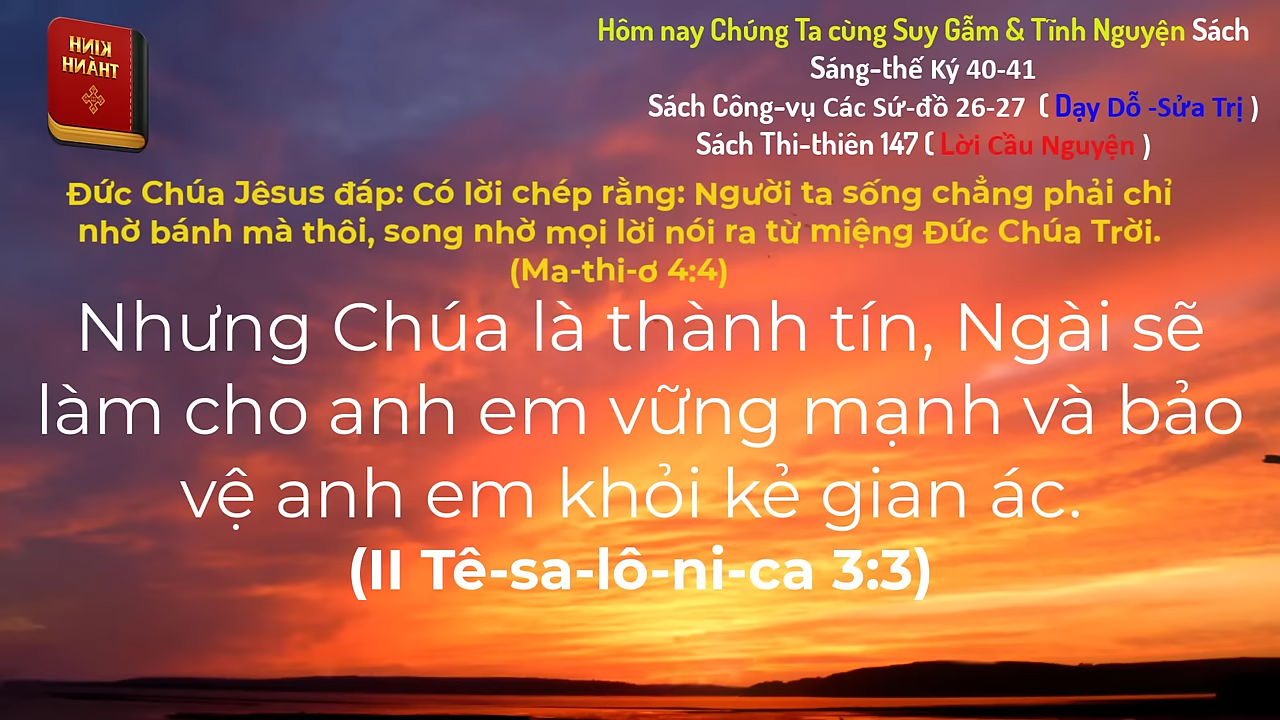 KINH
THÁNH
Hôm nay Chúng Ta cùng Suy Gẫm & Tĩnh Nguyện Sách
Sáng-thế Ký 40-41
Sách Công-vụ Các Sứ-đồ 26-27 ( Dạy Dỗ -Sửa Trị )
Sách Thi-thiên 147 ( Lời Cầu Nguyện )
Đức Chúa Jêsus đáp: Có lời chép rằng: Người ta sống chẳng phải chỉ
nhờ bánh mà thôi, song nhờ mọi lời nói ra từ miệng Đức Chúa Trời.
(Ma-thi-ơ 4:4)
Nhưng Chúa là thành tín, Ngài sẽ
làm cho anh em vững mạnh và bảo
vệ anh em khỏi kẻ gian ác.
(II Tê-sa-lô-ni-ca 3:3)